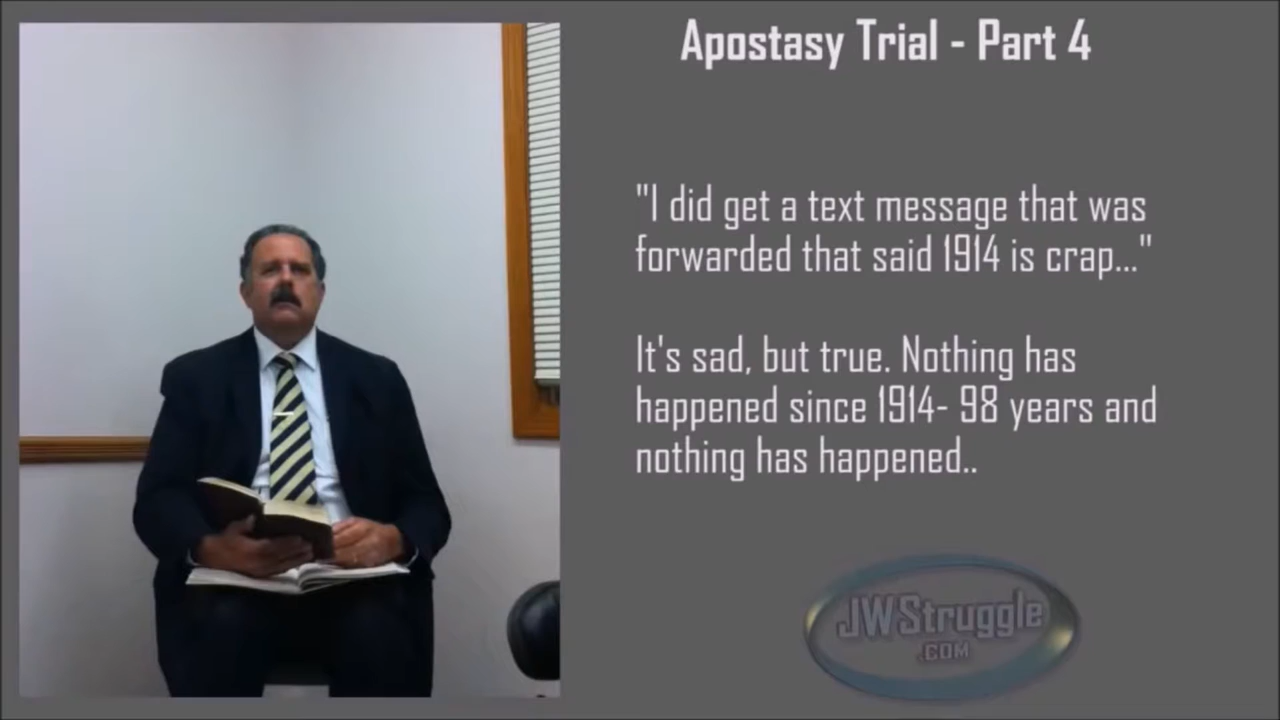 Apostasy Trial - Part 4
"I did get a text message that was
forwarded that said 1914 is crap..."
It's sad, but true. Nothing has
happened since 1914- 98 years and
nothing has happened..
JWStruggle
.COM